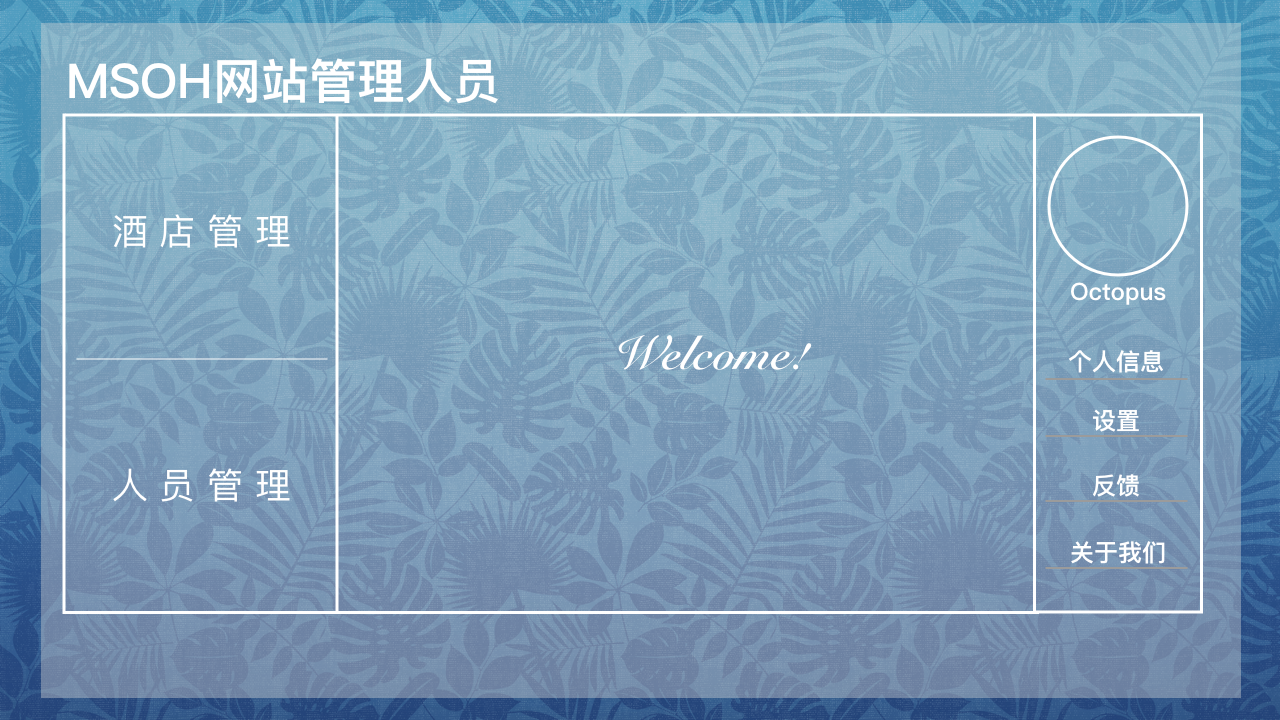 MSOH网站管理人员
酒店管理
人员管理
Welcome!
Octopus
个人信息
设置
反馈
关于我们